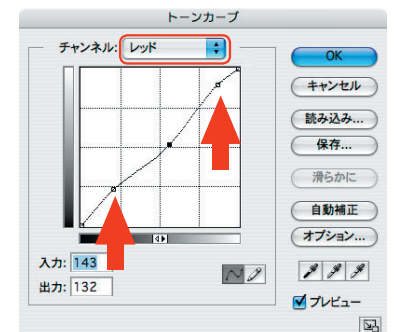 トーンカーブ
チャンネル: レッド
OK
キャンセル
読み込み...
保存...
滑らかに
自動補正
オプション...
入力: 143
出力: 132
プレビュー